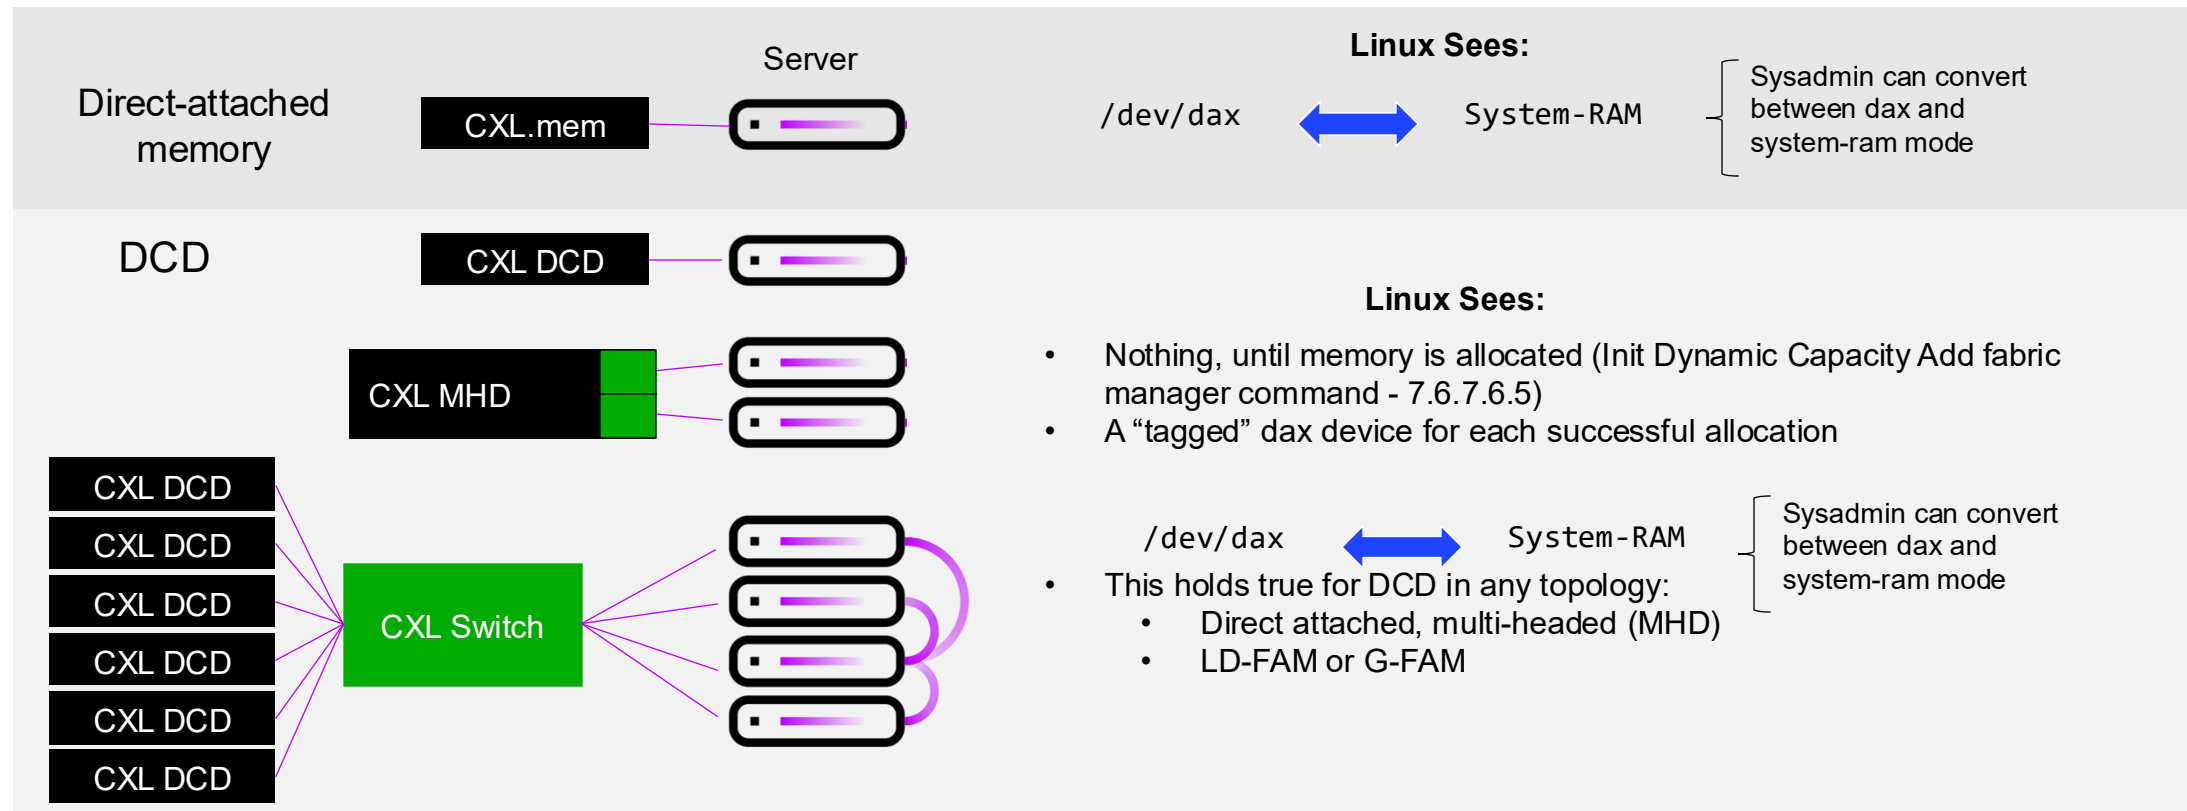 Direct-attached
memory
CXL.mem
Server
Linux Sees:
/dev/dax
System-RAM
Sysadmin can convert
between dax and
system-ram mode
DCD
CXL DCD
CXL MHD
CXL DCD
CXL DCD
CXL DCD
CXL DCD
CXL DCD
CXL DCD
CXL Switch
Linux Sees:
• Nothing, until memory is allocated (Init Dynamic Capacity Add fabric
manager command - 7.6.7.6.5)
• A “tagged” dax device for each successful allocation
/dev/dax
System-RAM
Sysadmin can convert
between dax and
system-ram mode
• This holds true for DCD in any topology:
• Direct attached, multi-headed (MHD)
• LD-FAM or G-FAM